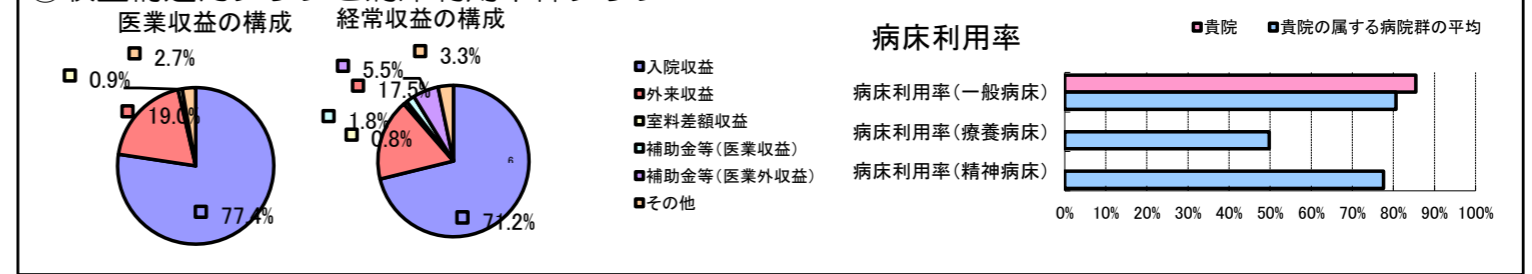 医業収益の構成
2.7%
0.9%
19.0%
77.4%
経常収益の構成
3.3%
5.5%
17.5%
1.8%
0.8%
6
71.2%
入院収益
外来収益
室料差額収益
補助金等(医業収益)
補助金等(医業外収益)
その他
病床利用率
貴院 貴院の属する病院群の平均
病床利用率(一般病床)
病床利用率(療養病床)
病床利用率(精神病床)
0% 10% 20% 30% 40% 50% 60% 70% 80% 90% 100%